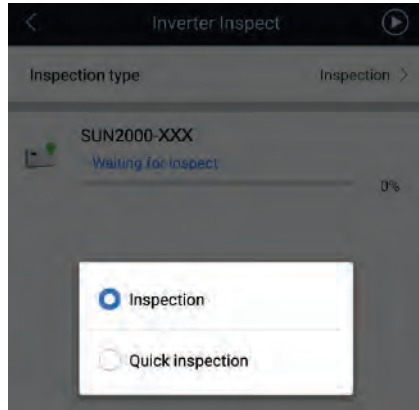 Inverter Inspect
Inspection type Inspection >
SUN2000-XXX
Waiting for inspect
0%
Inspection
Quick inspection